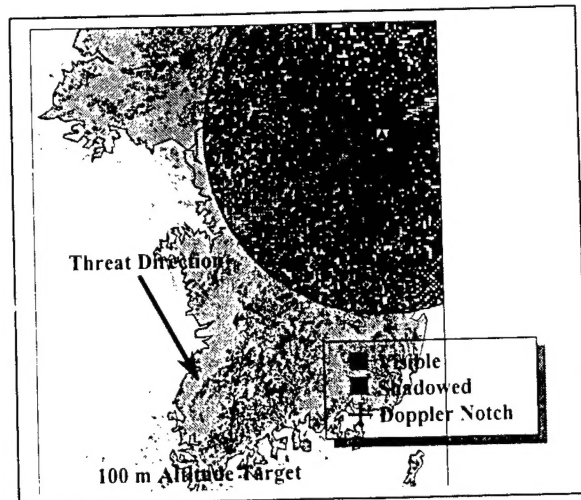 Threat Direction
Visible
Shadowed
Doppler Notch
100 m Altitude Target